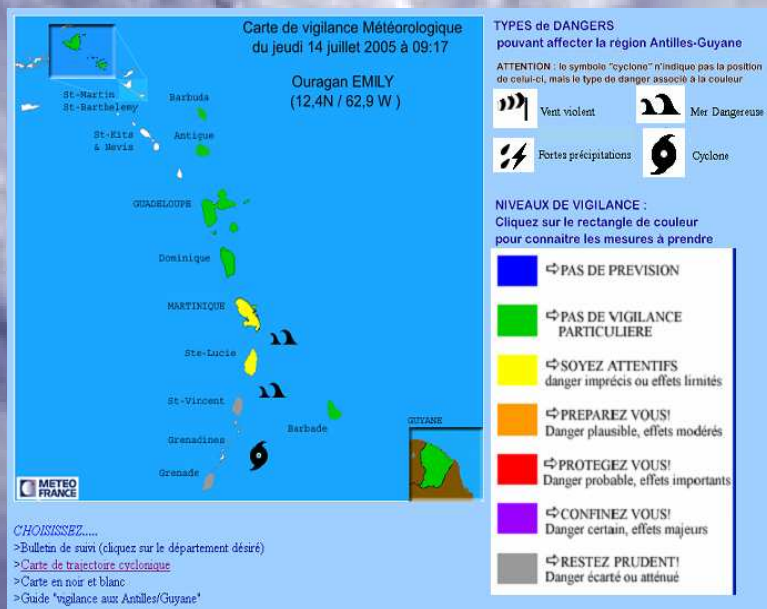 Carte de vigilance Météorologique
du jeudi 14 juillet 2005 à 09:17
Ouragan EMILY
(12,4N / 62,9 W )
St-Martin
St-Barthelemy
Barbuda
St-Kits
& Nevis
Antigue
GUADELOUPE
Dominique
MARTINIQUE
Ste-Lucie
St-Vincent
Barbade
Grenadines
Grenade
GUYANE
METEO
FRANCE
CHOISISSEZ.....
>Bulletin de suivi (cliquez sur le département désiré)
>Carte de trajectoire cyclonique
>Carte en noir et blanc
>Guide "vigilance aux Antilles/Guyane"
TYPES de DANGERS
pouvant affecter la région Antilles-Guyane
ATTENTION : le symbole "cyclone" n'indique pas la position
de celui-ci, mais le type de danger associé à la couleur
Vent violent
Mer Dangereuse
Fortes précipitations
Cyclone
NIVEAUX DE VIGILANCE :
Cliquez sur le rectangle de couleur
pour connaitre les mesures à prendre
⇨PAS DE PREVISION
⇨PAS DE VIGILANCE
PARTICULIERE
⇨SOYEZ ATTENTIFS
danger imprécis ou effets limités
⇨PREPAREZ VOUS!
Danger plausible, effets modérés
⇨PROTEGEZ VOUS!
Danger probable, effets importants
⇨CONFINEZ VOUS!
Danger certain, effets majeurs
⇨RESTEZ PRUDENT!
Danger écarté ou atténué